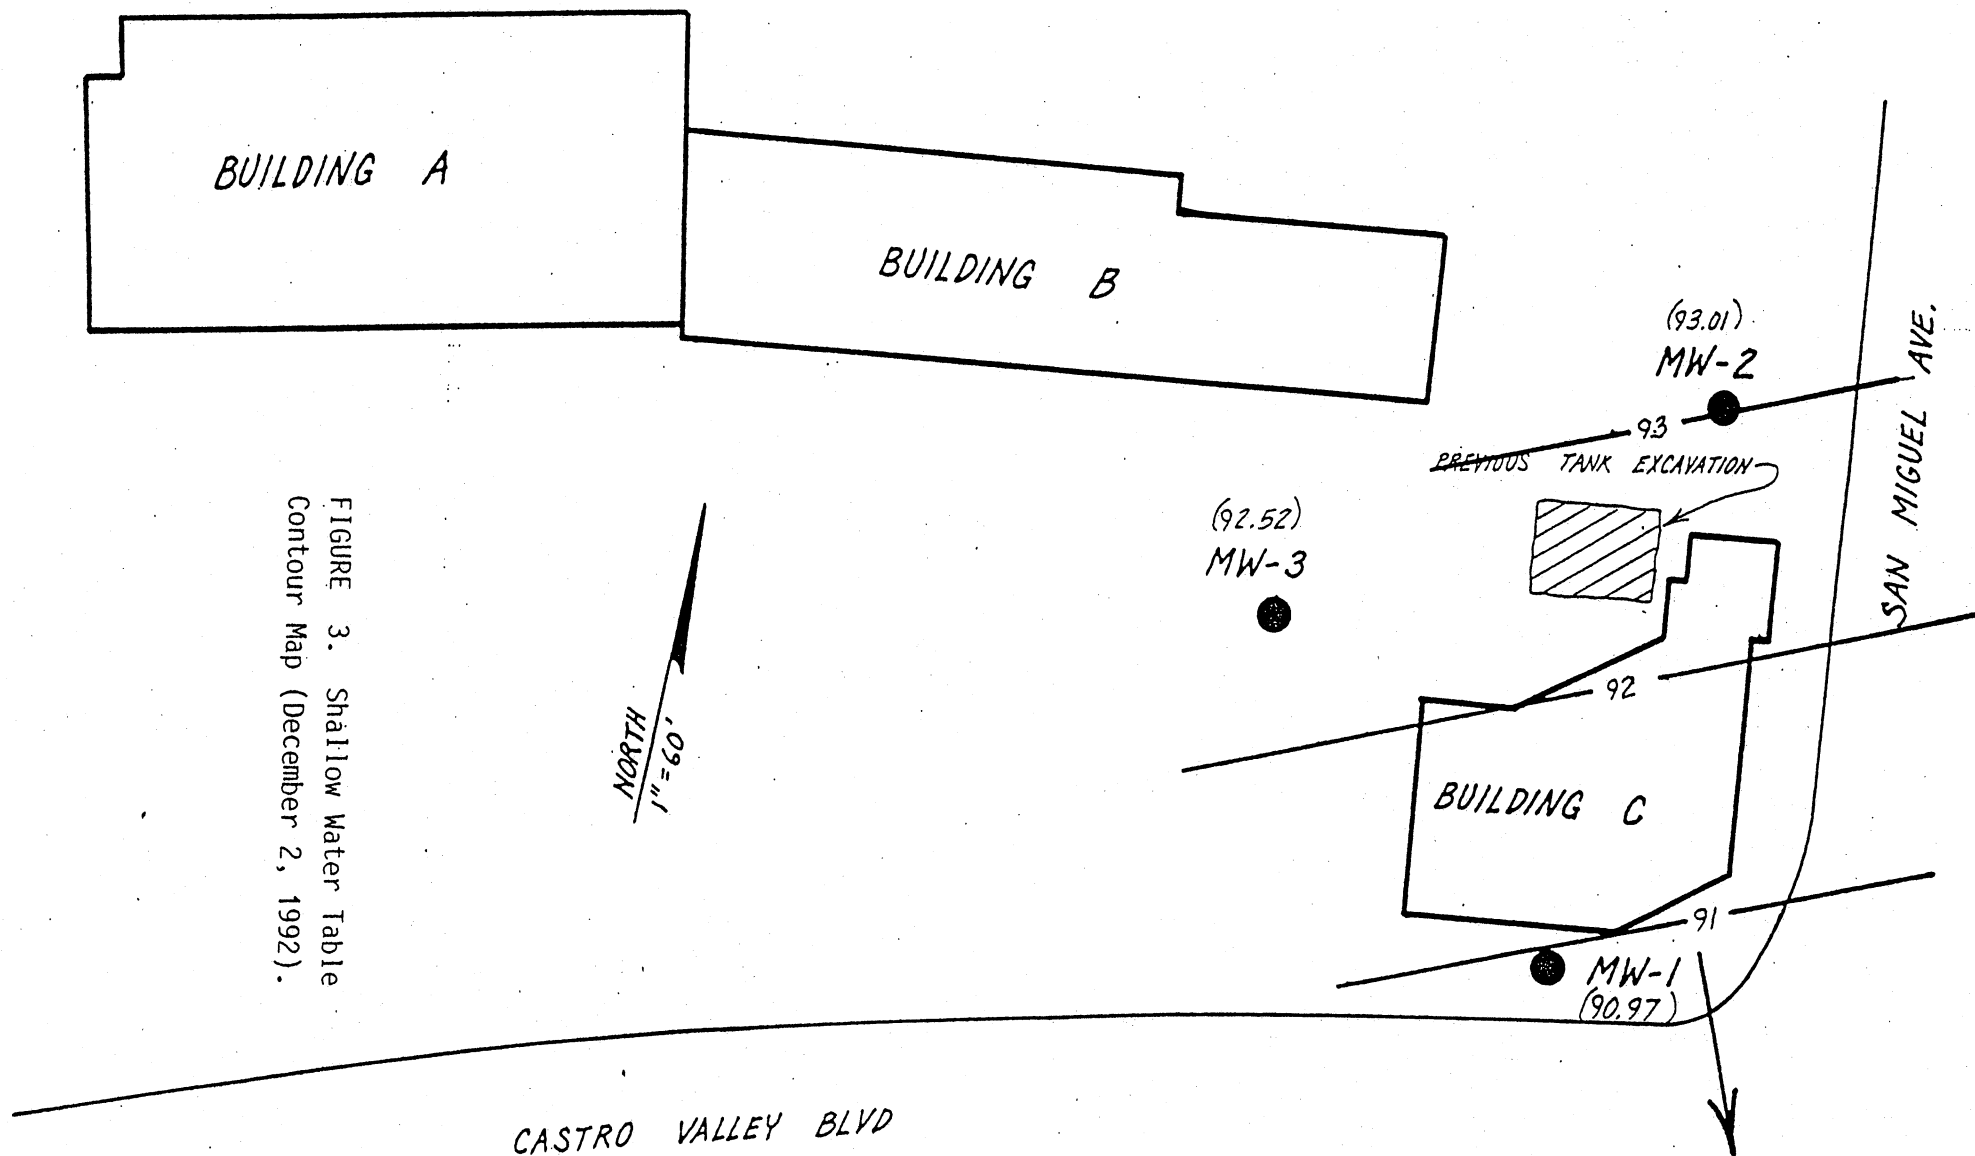 BUILDING A
BUILDING B
(93.01)
MW-2
93
PREVIOUS TANK EXCAVATION
SAN MIGUEL AVE.
(92.52)
MW-3
92
BUILDING C
91
MW-1
(90.97)
NORTH
1"=60'
FIGURE 3. Shallow Water Table
Contour Map (December 2, 1992).
CASTRO VALLEY BLVD